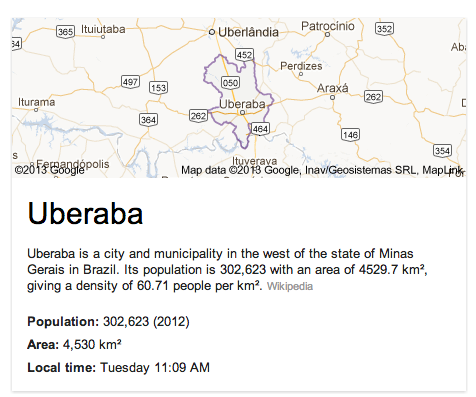 365
Ituiutaba
Uberlândia
Patrocínio
352
452
Perdizes
497
153
050
262
Araxá
Iturama
262
Uberaba
364
464
146
Ituverava
354
Fernandópolis
©2013 Google
Map data ©2013 Google, Inav/Geosistemas SRL, MapLink
Uberaba
Uberaba is a city and municipality in the west of the state of Minas
Gerais in Brazil. Its population is 302,623 with an area of 4529.7 km²,
giving a density of 60.71 people per km². Wikipedia
Population: 302,623 (2012)
Area: 4,530 km²
Local time: Tuesday 11:09 AM